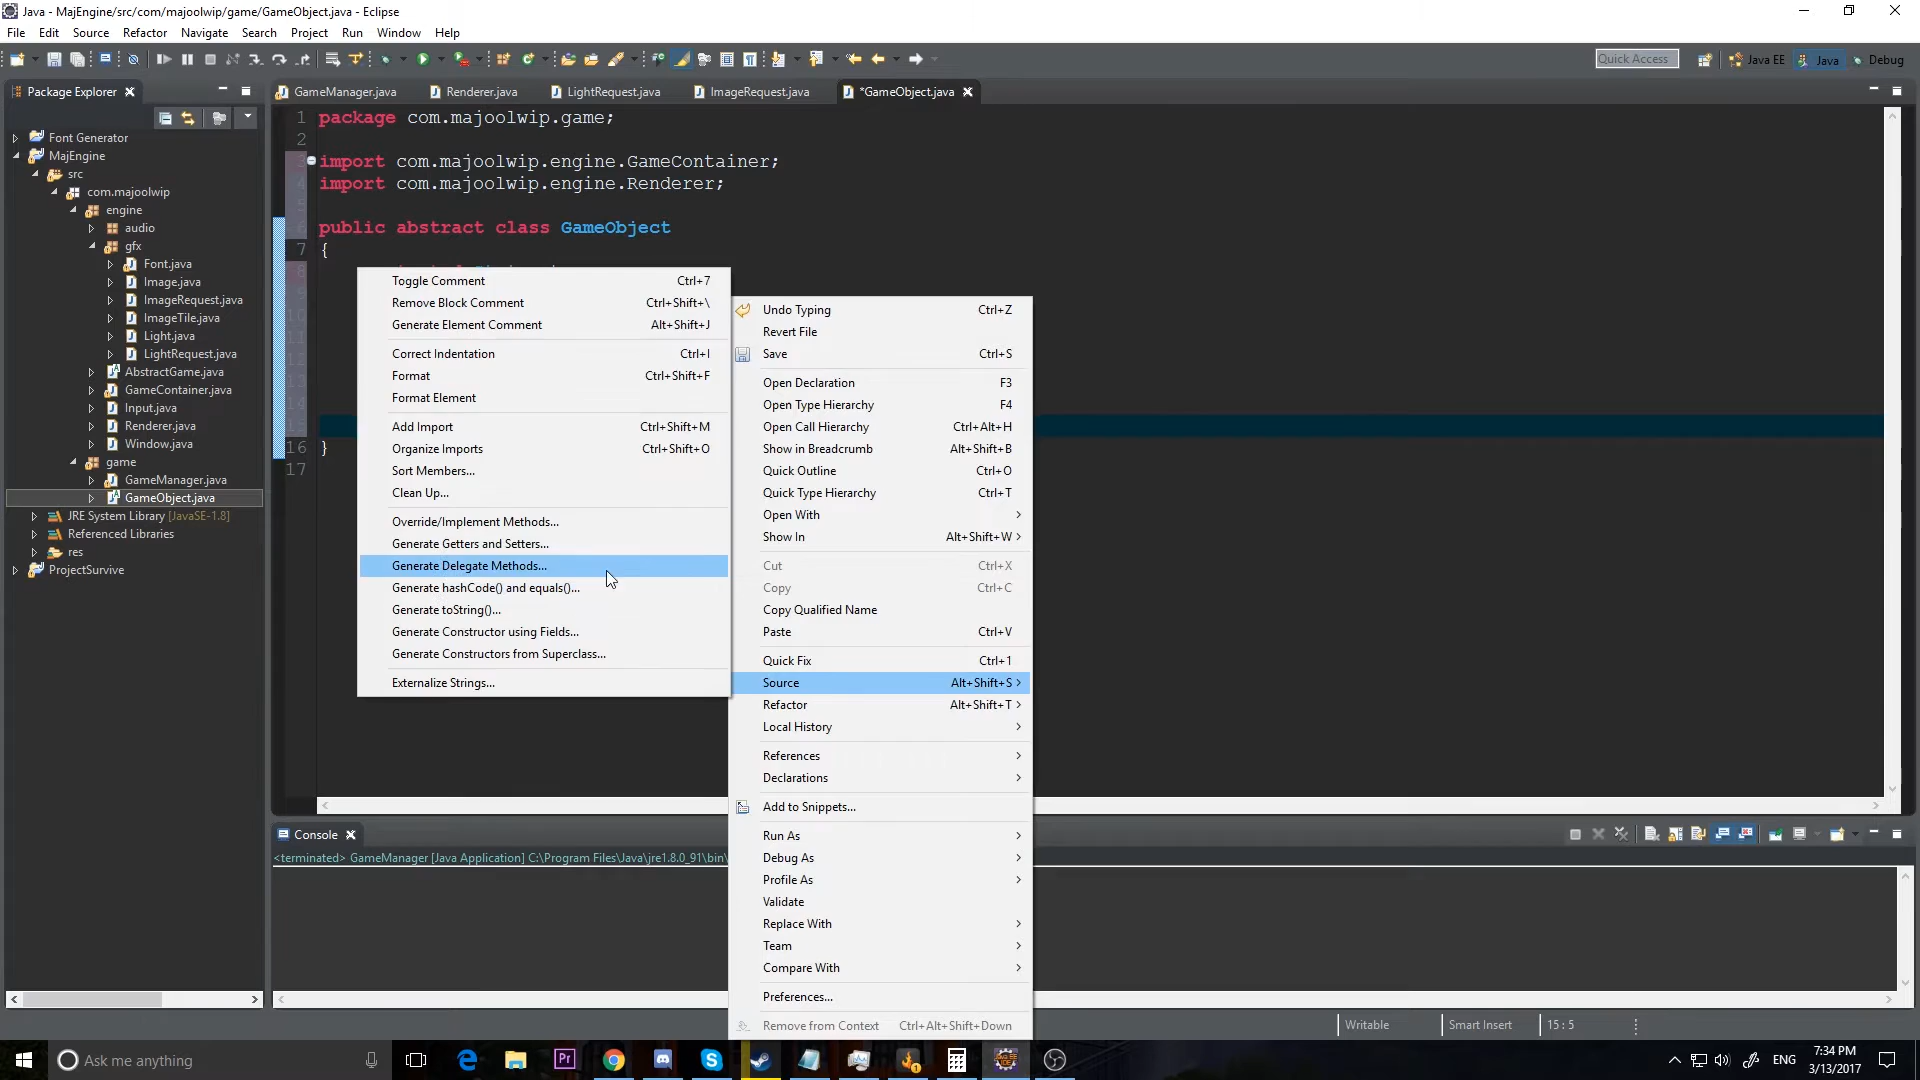 Java - MajEngine/src/com/majoolwip/game/GameObject.java - Eclipse
File Edit Source Refactor Navigate Search Project Run Window Help
Quick Access
Java EE
Java
Debug
Package Explorer
GameManager.java
Renderer.java
LightRequest.java
ImageRequest.java
*GameObject.java
Font Generator
MajEngine
src
com.majoolwip
engine
audio
gfx
Font.java
Image.java
ImageRequest.java
ImageTile.java
Light.java
LightRequest.java
AbstractGame.java
GameContainer.java
Input.java
Renderer.java
Window.java
game
GameManager.java
GameObject.java
JRE System Library [JavaSE-1.8]
Referenced Libraries
res
ProjectSurvive
1 package com.majoolwip.game;
2
3 import com.majoolwip.engine.GameContainer;
4 import com.majoolwip.engine.Renderer;
5
6 public abstract class GameObject
7 {
16 }
17
Toggle Comment Ctrl+7
Remove Block Comment Ctrl+Shift+\
Generate Element Comment Alt+Shift+J
Correct Indentation Ctrl+I
Format Ctrl+Shift+F
Format Element
Add Import Ctrl+Shift+M
Organize Imports Ctrl+Shift+O
Sort Members...
Clean Up...
Override/Implement Methods...
Generate Getters and Setters...
Generate Delegate Methods...
Generate hashCode() and equals()...
Generate toString()...
Generate Constructor using Fields...
Generate Constructors from Superclass...
Externalize Strings...
Undo Typing Ctrl+Z
Revert File
Save Ctrl+S
Open Declaration F3
Open Type Hierarchy F4
Open Call Hierarchy Ctrl+Alt+H
Show in Breadcrumb Alt+Shift+B
Quick Outline Ctrl+O
Quick Type Hierarchy Ctrl+T
Open With
Show In Alt+Shift+W
Cut Ctrl+X
Copy Ctrl+C
Copy Qualified Name
Paste Ctrl+V
Quick Fix Ctrl+1
Source Alt+Shift+S
Refactor Alt+Shift+T
Local History
References
Declarations
Add to Snippets...
Run As
Debug As
Profile As
Validate
Replace With
Team
Compare With
Preferences...
Remove from Context Ctrl+Alt+Shift+Down
Console
<terminated> GameManager [Java Application] C:\Program Files\Java\jre1.8.0_91\bin\
Writable
Smart Insert
15 : 5
Ask me anything
ENG
7:34 PM
3/13/2017